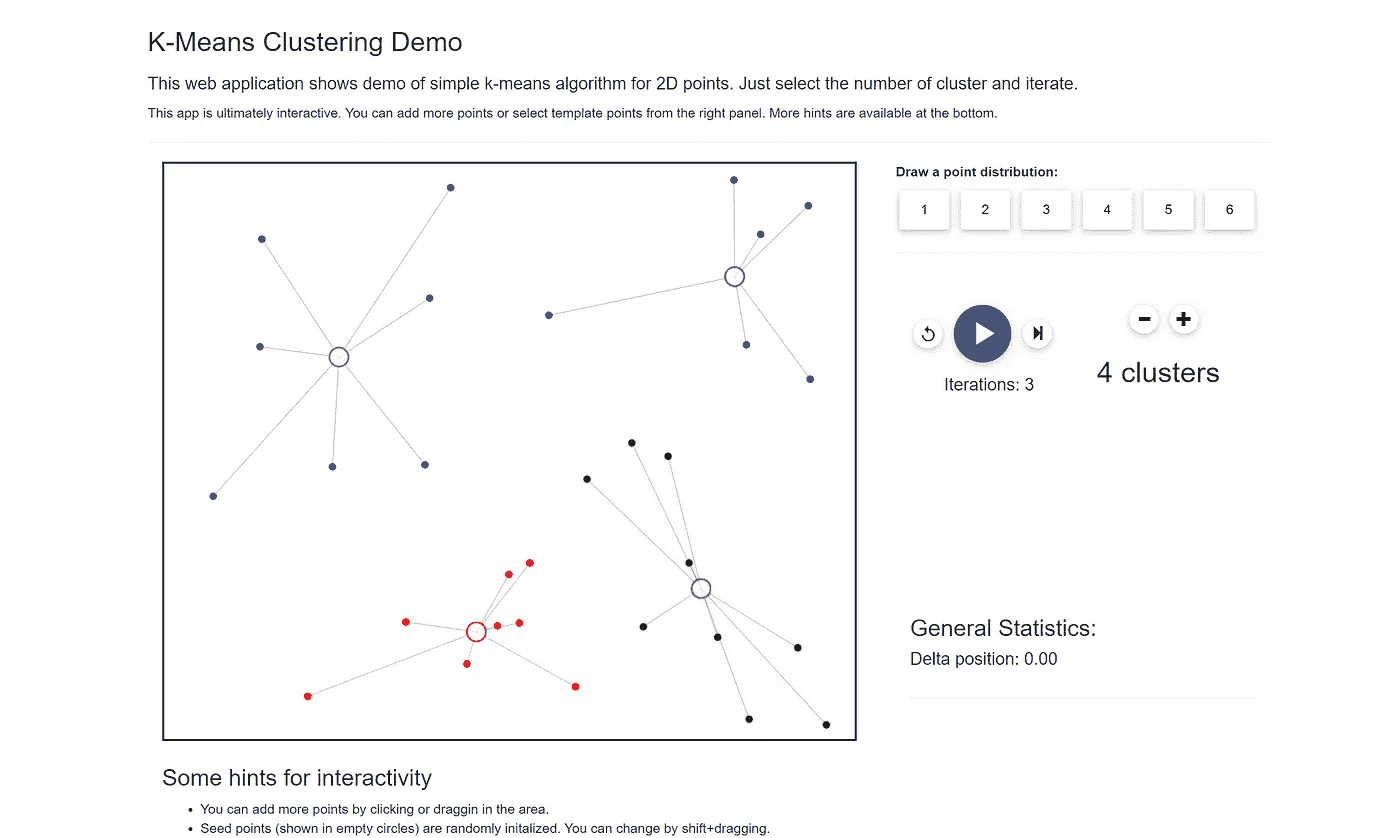 K-Means Clustering Demo
This web application shows demo of simple k-means algorithm for 2D points. Just select the number of cluster and iterate.
This app is ultimately interactive. You can add more points or select template points from the right panel. More hints are available at the bottom.
Draw a point distribution:
1 2 3 4 5 6
Iterations: 3
4 clusters
General Statistics:
Delta position: 0.00
Some hints for interactivity
• You can add more points by clicking or draggin in the area.
• Seed points (shown in empty circles) are randomly initalized. You can change by shift+dragging.